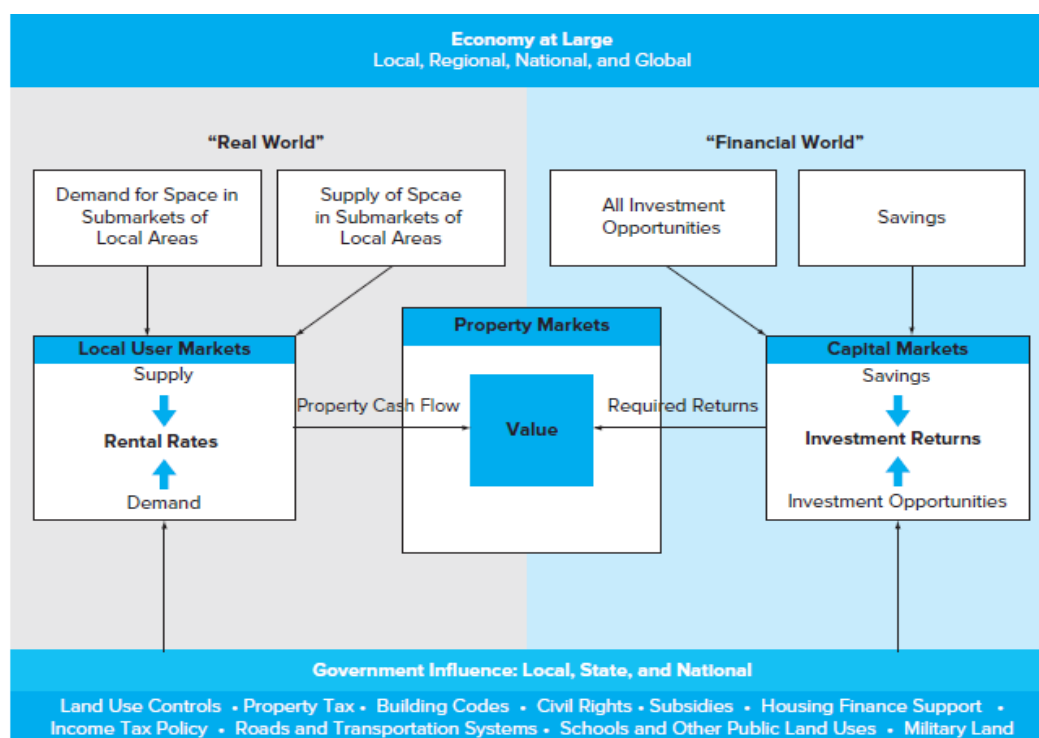 Economy at Large
Local, Regional, National, and Global
“Real World”
“Financial World”
Demand for Space in
Submarkets of
Local Areas
Supply of Spcae
in Submarkets of
Local Areas
All Investment
Opportunities
Savings
Property Markets
Local User Markets
Supply
Rental Rates
Demand
Property Cash Flow
Value
Required Returns
Capital Markets
Savings
Investment Returns
Investment Opportunities
Government Influence: Local, State, and National
Land Use Controls • Property Tax • Building Codes • Civil Rights • Subsidies • Housing Finance Support •
Income Tax Policy • Roads and Transportation Systems • Schools and Other Public Land Uses • Military Land